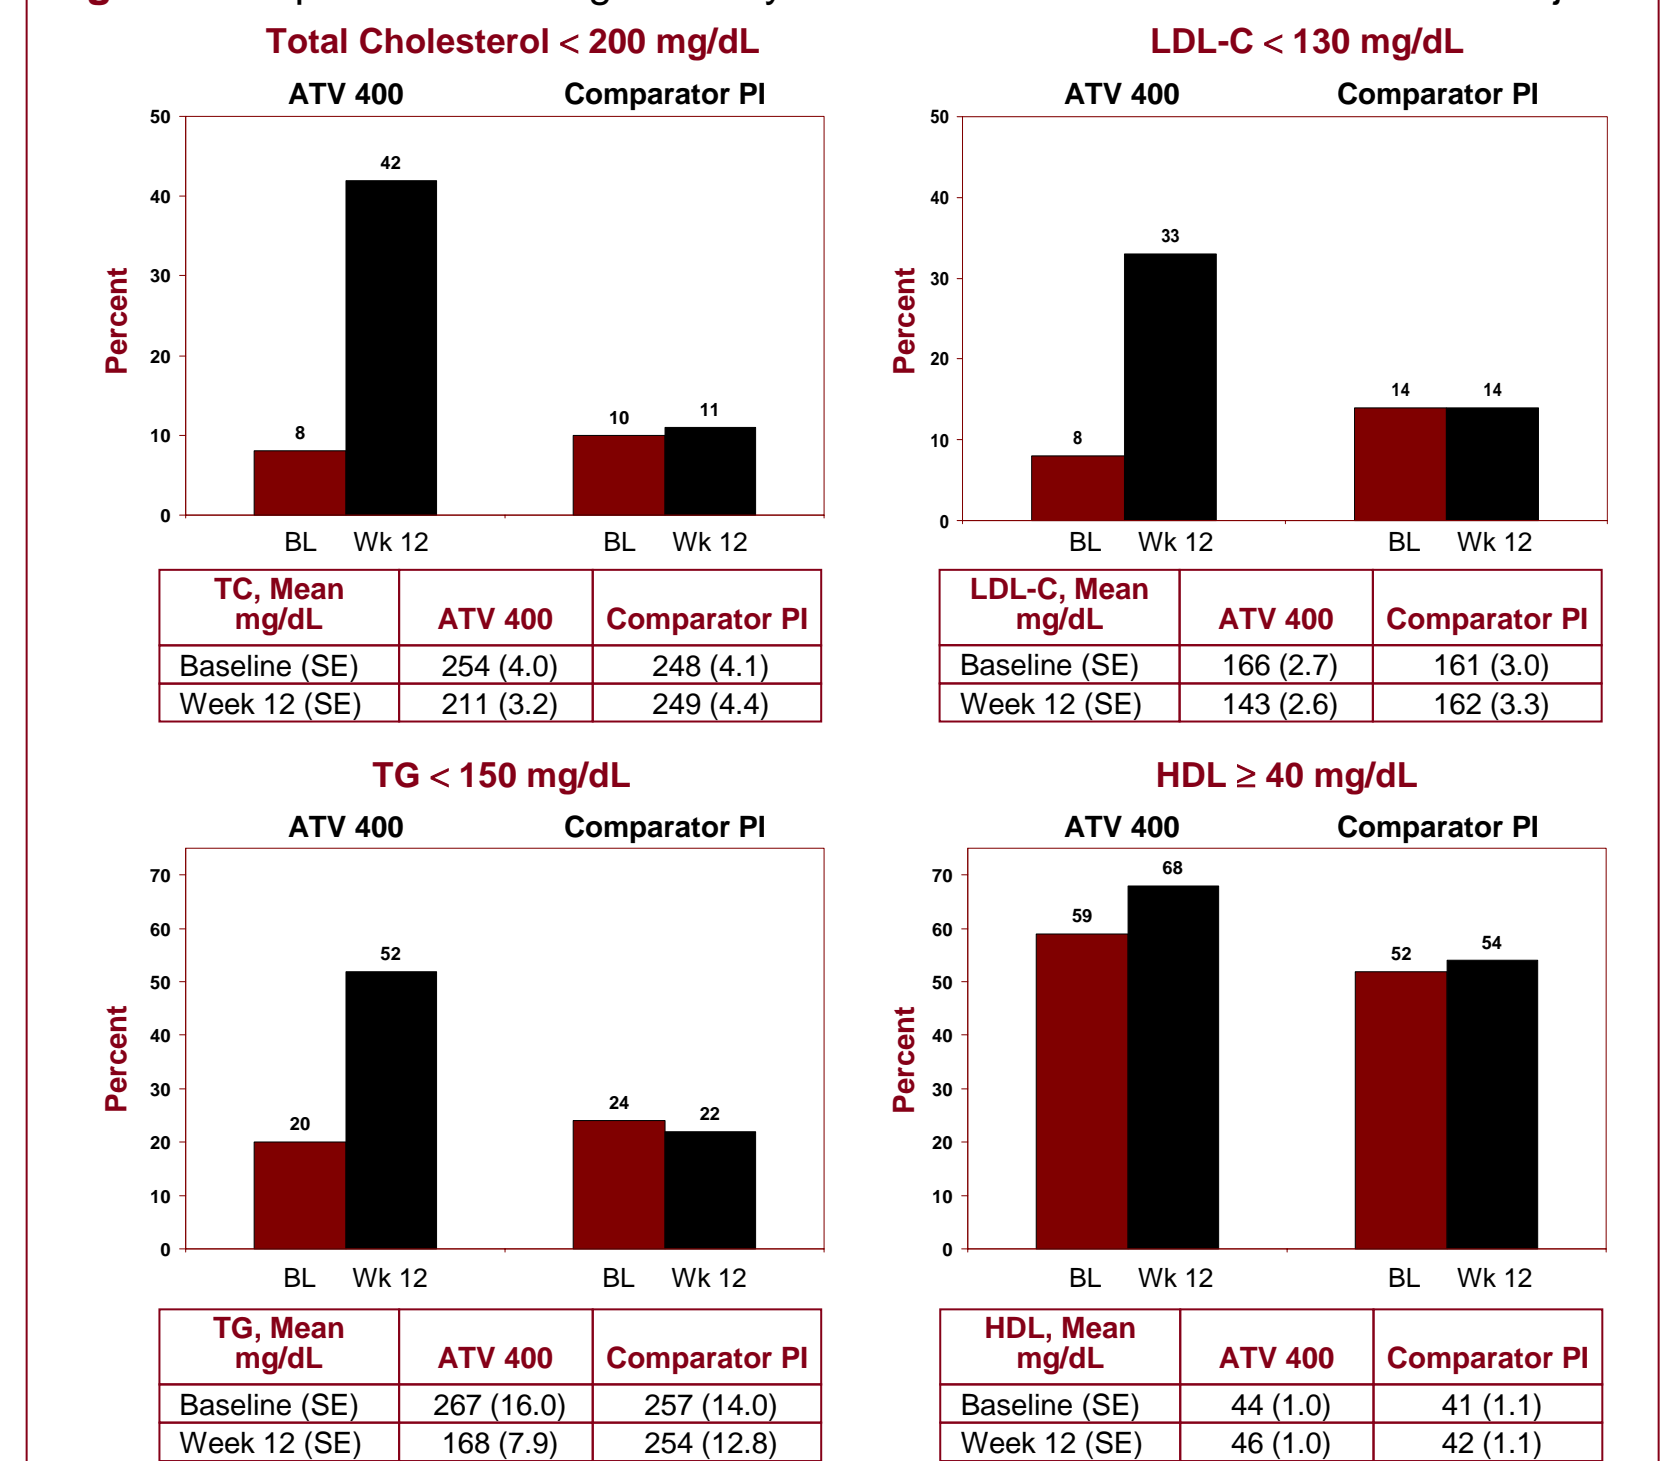 Total Cholesterol < 200 mg/dL
ATV 400 Comparator PI
50
40
30
20
10
0
Percent
8
42
10
11
BL Wk 12 BL Wk 12
TC, Mean mg/dL ATV 400 Comparator PI
Baseline (SE) 254 (4.0) 248 (4.1)
Week 12 (SE) 211 (3.2) 249 (4.4)
LDL-C < 130 mg/dL
ATV 400 Comparator PI
50
40
30
20
10
0
Percent
8
33
14
14
BL Wk 12 BL Wk 12
LDL-C, Mean mg/dL ATV 400 Comparator PI
Baseline (SE) 166 (2.7) 161 (3.0)
Week 12 (SE) 143 (2.6) 162 (3.3)
TG < 150 mg/dL
ATV 400 Comparator PI
70
60
50
40
30
20
10
0
Percent
20
52
24
22
BL Wk 12 BL Wk 12
TG, Mean mg/dL ATV 400 Comparator PI
Baseline (SE) 267 (16.0) 257 (14.0)
Week 12 (SE) 168 (7.9) 254 (12.8)
HDL ≥ 40 mg/dL
ATV 400 Comparator PI
70
60
50
40
30
20
10
0
Percent
59
68
52
54
BL Wk 12 BL Wk 12
HDL, Mean mg/dL ATV 400 Comparator PI
Baseline (SE) 44 (1.0) 41 (1.1)
Week 12 (SE) 46 (1.0) 42 (1.1)